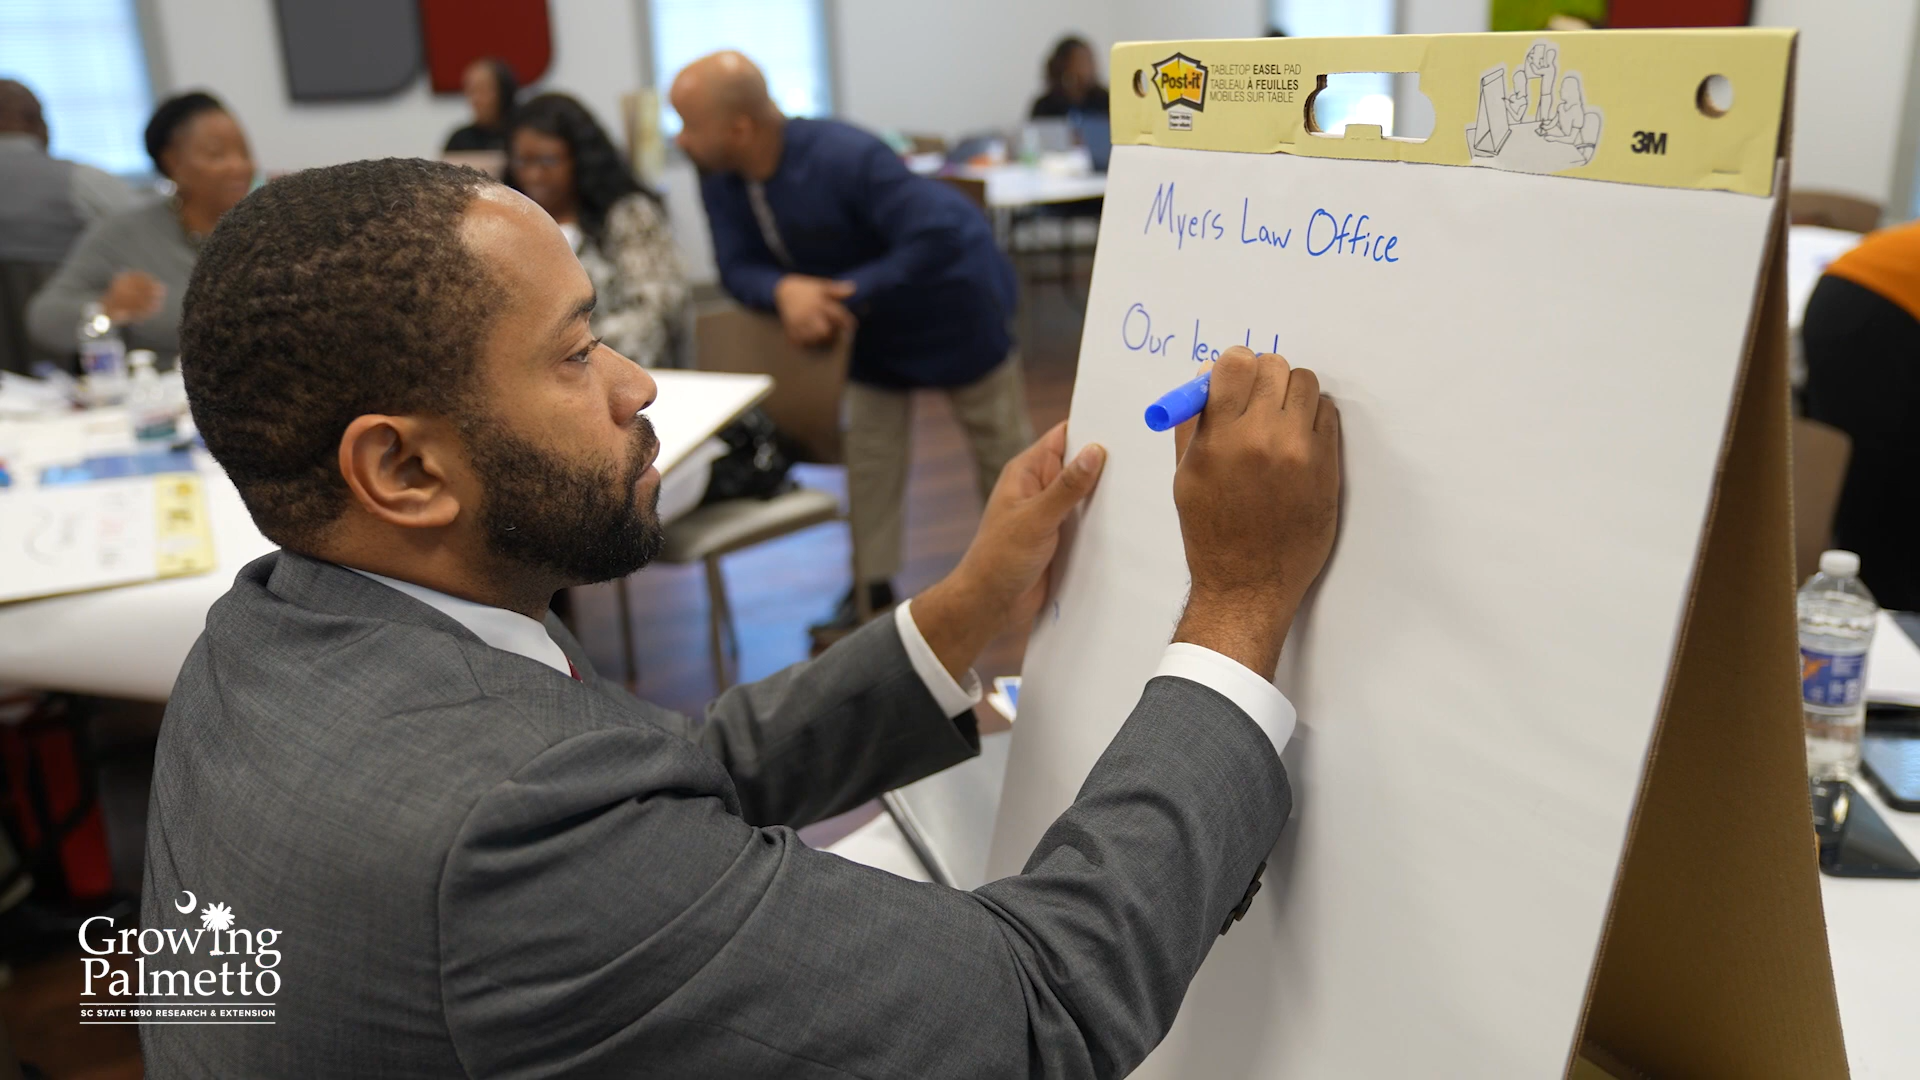 Post-it
TABLETOP EASEL PAD
TABLEAU À FEUILLES
MOBILES SUR TABLE
3M
Myers Law Office
Our
Growing
Palmetto
SC STATE 1890 RESEARCH & EXTENSION